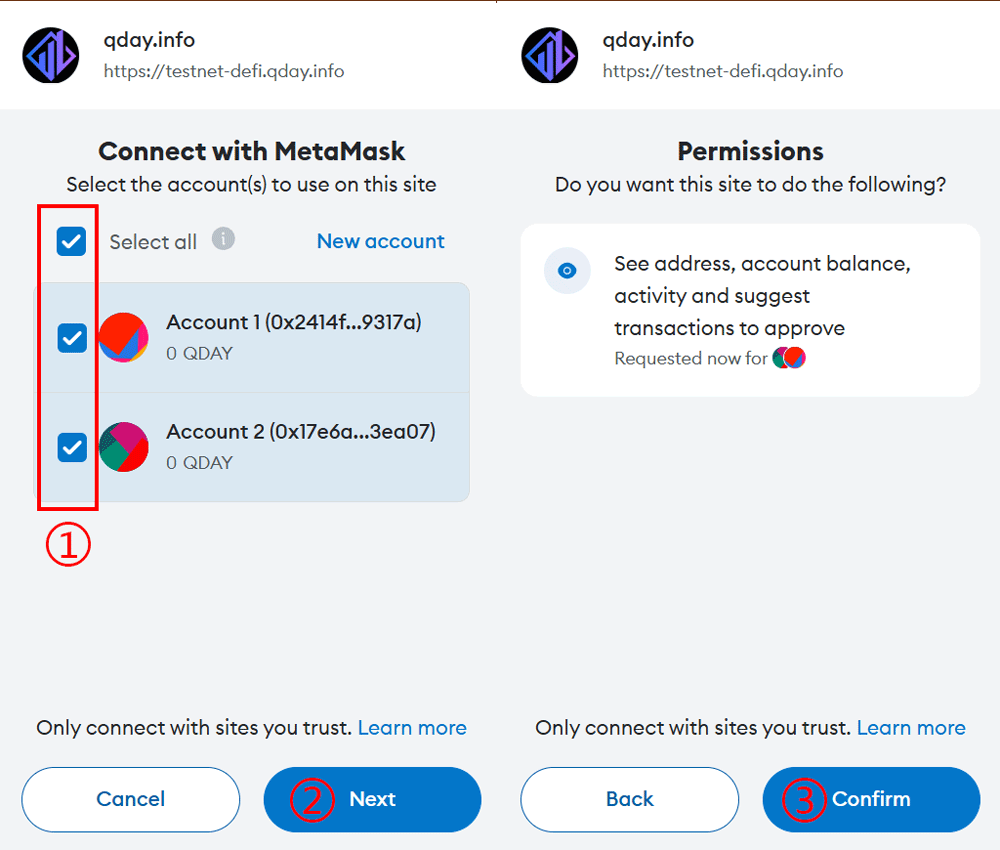 qday.info
https://testnet-defi.qday.info
Connect with MetaMask
Select the account(s) to use on this site
Select all
New account
Account 1 (0x2414f...9317a)
0 QDAY
Account 2 (0x17e6a...3ea07)
0 QDAY
①
Only connect with sites you trust. Learn more
Cancel
② Next
qday.info
https://testnet-defi.qday.info
Permissions
Do you want this site to do the following?
See address, account balance,
activity and suggest
transactions to approve
Requested now for
Only connect with sites you trust. Learn more
Back
③ Confirm